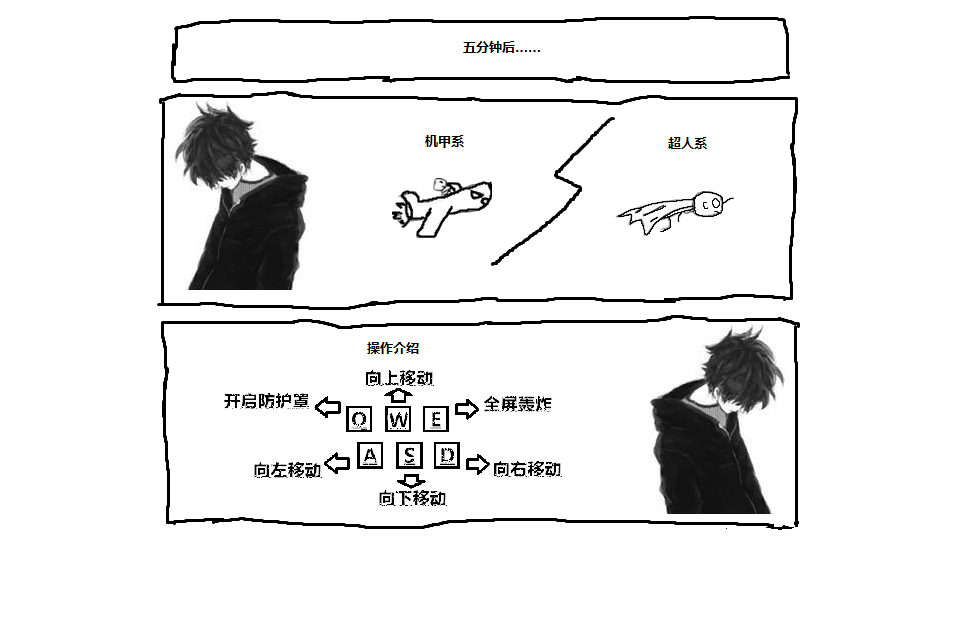 五分钟后......
机甲系
超人系
操作介绍
向上移动
开启防护罩
全屏轰炸
Q W E
A S D
向左移动
向右移动
向下移动